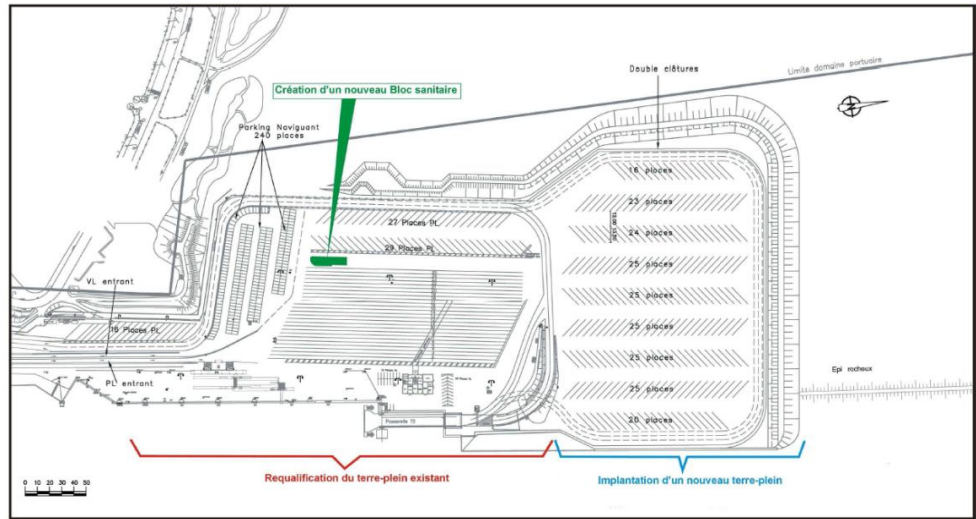 Double clôtures
Limite domaine portuaire
Création d'un nouveau Bloc sanitaire
Parking Naviguant
240 places
16 places
23 places
27 Places PL
24 places
29 Places PL
25 places
VL entrant
25 places
16 Places PL
25 places
25 places
Epi rocheux
PL entrant
25 places
20 places
Passerelle
Requalification du terre-plein existant
Implantation d'un nouveau terre-plein
0 10 20 30 40 50